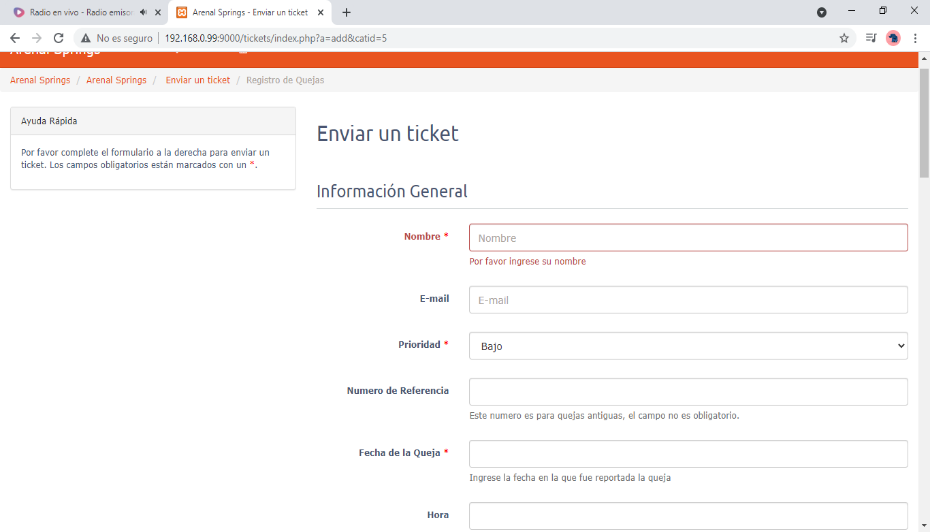 Radio en vivo - Radio emiso
Arenal Springs - Enviar un ticket
No es seguro
192.168.0.99:9000/tickets/index.php?a=add&catid=5
Arenal Springs
Arenal Springs / Arenal Springs / Enviar un ticket / Registro de Quejas
Ayuda Rápida
Por favor complete el formulario a la derecha para enviar un
ticket. Los campos obligatorios están marcados con un *.
Enviar un ticket
Información General
Nombre *
Nombre
Por favor ingrese su nombre
E-mail
E-mail
Prioridad *
Bajo
Numero de Referencia
Este numero es para quejas antiguas, el campo no es obligatorio.
Fecha de la Queja *
Ingrese la fecha en la que fue reportada la queja
Hora